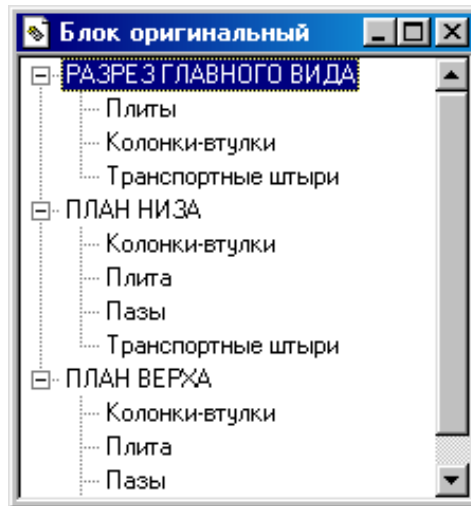 Блок оригинальный
РАЗРЕЗ ГЛАВНОГО ВИДА
Плиты
Колонки-втулки
Транспортные штыри
ПЛАН НИЗА
Колонки-втулки
Плита
Пазы
Транспортные штыри
ПЛАН ВЕРХА
Колонки-втулки
Плита
Пазы